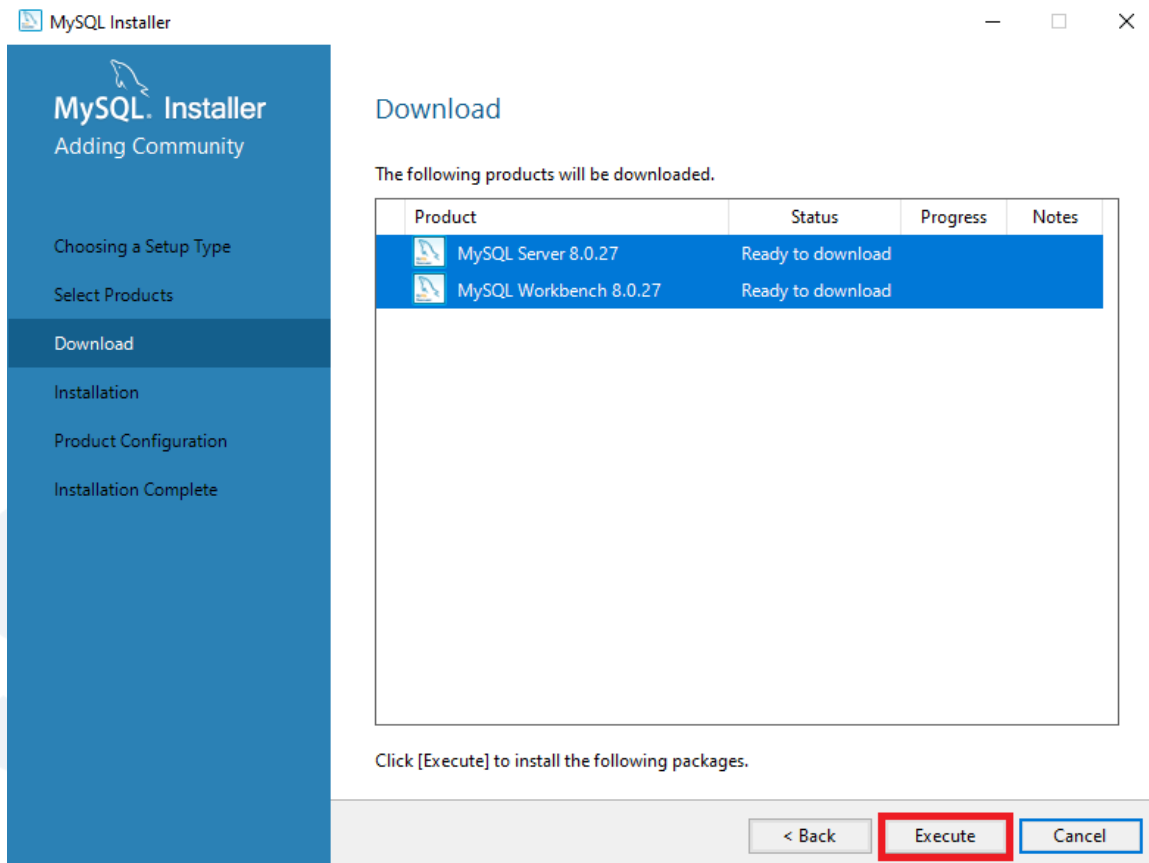 MySQL Installer
MySQL. Installer
Adding Community
Choosing a Setup Type
Select Products
Download
Installation
Product Configuration
Installation Complete
Download
The following products will be downloaded.
Product Status Progress Notes
MySQL Server 8.0.27 Ready to download
MySQL Workbench 8.0.27 Ready to download
Click [Execute] to install the following packages.
< Back Execute Cancel